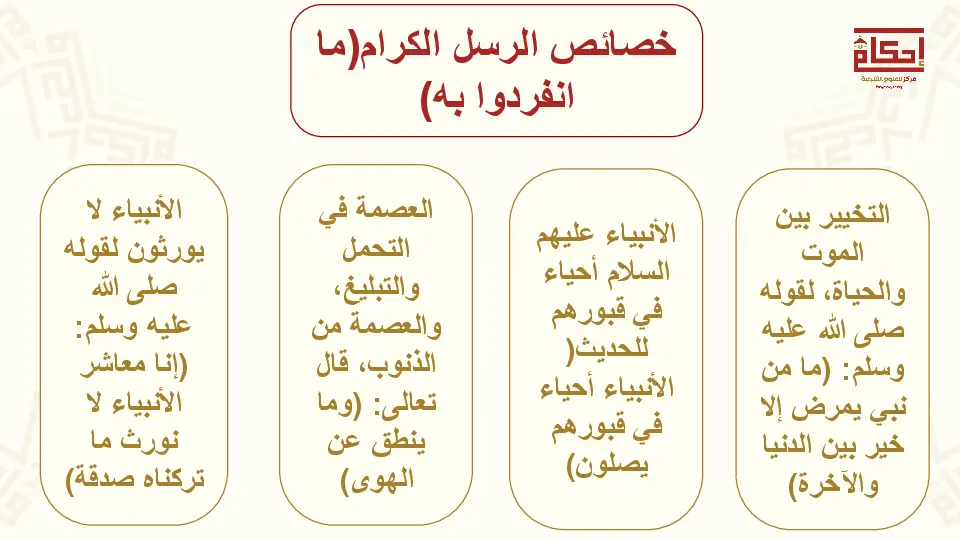 خصائص الرسل الكرام(ما
انفردوا به)
إحكام
مركز للعلوم الشرعية
التخيير بين
الموت
والحياة، لقوله
صلى الله عليه
وسلم: (ما من
نبي يمرض إلا
خير بين الدنيا
والآخرة)
الأنبياء عليهم
السلام أحياء
في قبورهم
للحديث(
الأنبياء أحياء
في قبورهم
يصلون)
العصمة في
التحمل
والتبليغ،
والعصمة من
الذنوب، قال
تعالى: (وما
ينطق عن
الهوى)
الأنبياء لا
يورثون لقوله
صلى الله
عليه وسلم:
(إنا معاشر
الأنبياء لا
نورث ما
تركناه صدقة)